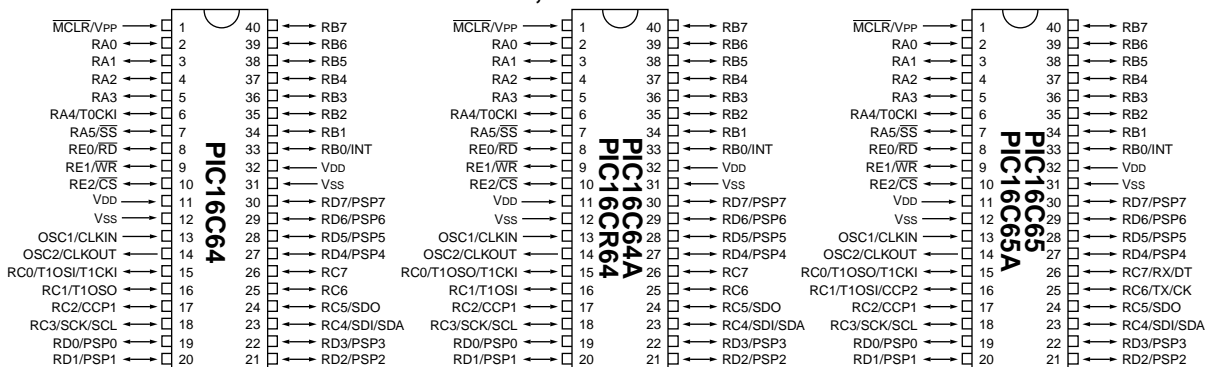 MCLR/VPP 1 40 RB7
RA0 2 39 RB6
RA1 3 38 RB5
RA2 4 37 RB4
RA3 5 36 RB3
RA4/T0CKI 6 35 RB2
RA5/SS 7 34 RB1
RE0/RD 8 33 RB0/INT
RE1/WR 9 32 VDD
RE2/CS 10 31 VSS
VDD 11 30 RD7/PSP7
VSS 12 29 RD6/PSP6
OSC1/CLKIN 13 28 RD5/PSP5
OSC2/CLKOUT 14 27 RD4/PSP4
RC0/T1OSI/T1CKI 15 26 RC7
RC1/T1OSO 16 25 RC6
RC2/CCP1 17 24 RC5/SDO
RC3/SCK/SCL 18 23 RC4/SDI/SDA
RD0/PSP0 19 22 RD3/PSP3
RD1/PSP1 20 21 RD2/PSP2
PIC16C64
MCLR/VPP 1 40 RB7
RA0 2 39 RB6
RA1 3 38 RB5
RA2 4 37 RB4
RA3 5 36 RB3
RA4/T0CKI 6 35 RB2
RA5/SS 7 34 RB1
RE0/RD 8 33 RB0/INT
RE1/WR 9 32 VDD
RE2/CS 10 31 VSS
VDD 11 30 RD7/PSP7
VSS 12 29 RD6/PSP6
OSC1/CLKIN 13 28 RD5/PSP5
OSC2/CLKOUT 14 27 RD4/PSP4
RC0/T1OSO/T1CKI 15 26 RC7
RC1/T1OSI 16 25 RC6
RC2/CCP1 17 24 RC5/SDO
RC3/SCK/SCL 18 23 RC4/SDI/SDA
RD0/PSP0 19 22 RD3/PSP3
RD1/PSP1 20 21 RD2/PSP2
PIC16C64A
PIC16CR64
MCLR/VPP 1 40 RB7
RA0 2 39 RB6
RA1 3 38 RB5
RA2 4 37 RB4
RA3 5 36 RB3
RA4/T0CKI 6 35 RB2
RA5/SS 7 34 RB1
RE0/RD 8 33 RB0/INT
RE1/WR 9 32 VDD
RE2/CS 10 31 VSS
VDD 11 30 RD7/PSP7
VSS 12 29 RD6/PSP6
OSC1/CLKIN 13 28 RD5/PSP5
OSC2/CLKOUT 14 27 RD4/PSP4
RC0/T1OSO/T1CKI 15 26 RC7/RX/DT
RC1/T1OSI/CCP2 16 25 RC6/TX/CK
RC2/CCP1 17 24 RC5/SDO
RC3/SCK/SCL 18 23 RC4/SDI/SDA
RD0/PSP0 19 22 RD3/PSP3
RD1/PSP1 20 21 RD2/PSP2
PIC16C65
PIC16C65A